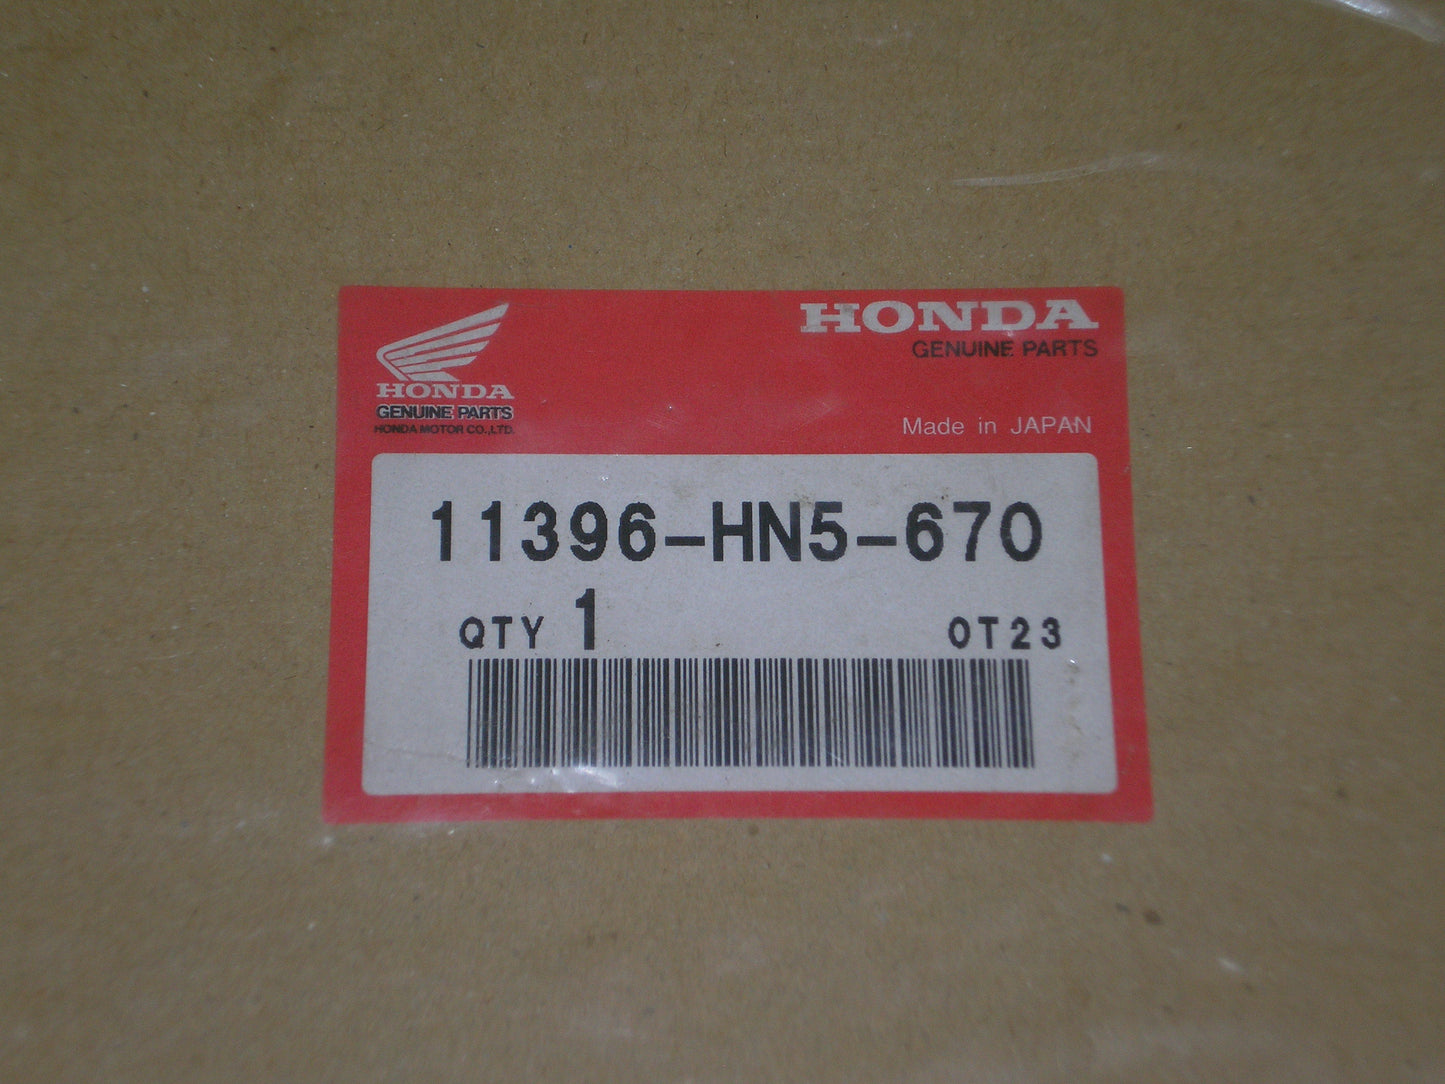 HONDA
GENUINE PARTS
HONDA MOTOR CO.,LTD.
HONDA
GENUINE PARTS
Made in JAPAN
11396-HN5-670
QTY 1 OT23